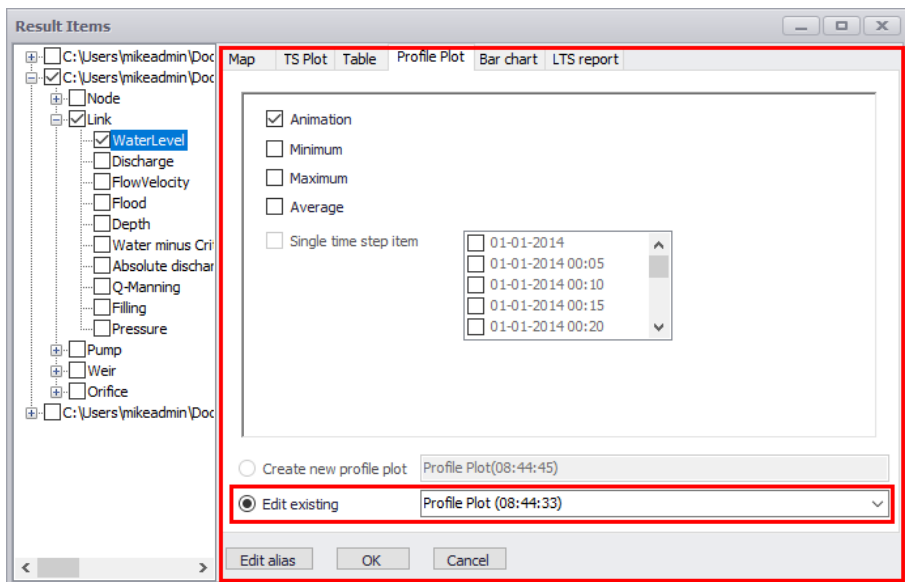 Result Items
C:\Users\mikeadmin\Doc
C:\Users\mikeadmin\Doc
Node
Link
WaterLevel
Discharge
FlowVelocity
Flood
Depth
Water minus Cri
Absolute dischar
Q-Manning
Filling
Pressure
Pump
Weir
Orifice
C:\Users\mikeadmin\Doc
Map TS Plot Table Profile Plot Bar chart LTS report
Animation
Minimum
Maximum
Average
Single time step item
01-01-2014
01-01-2014 00:05
01-01-2014 00:10
01-01-2014 00:15
01-01-2014 00:20
Create new profile plot Profile Plot(08:44:45)
Edit existing Profile Plot (08:44:33)
Edit alias OK Cancel